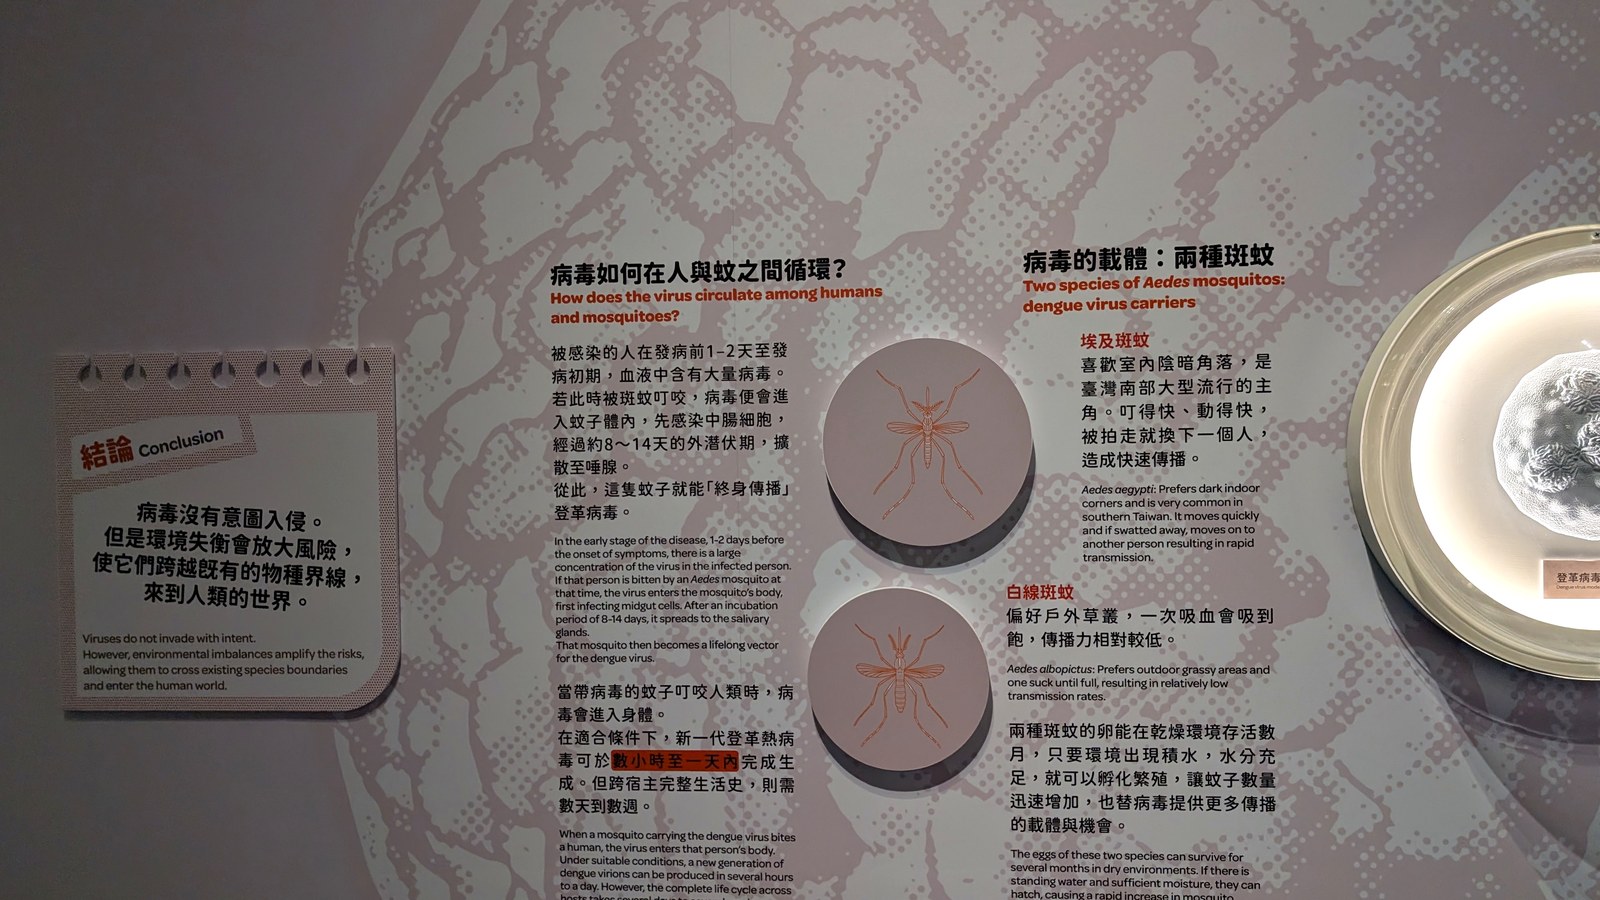 結論 Conclusion
病毒沒有意圖入侵。
但是環境失衡會放大風險，
使它們跨越既有的物種界線，
來到人類的世界。
Viruses do not invade with intent.
However, environmental imbalances amplify the risks,
allowing them to cross existing species boundaries
and enter the human world.
病毒如何在人與蚊之間循環？
How does the virus circulate among humans
and mosquitoes?
被感染的人在發病前1-2天至發
病初期，血液中含有大量病毒。
若此時被斑蚊叮咬，病毒便會進
入蚊子體內，先感染中腸細胞，
經過約8～14天的外潛伏期，擴
散至唾腺。
從此，這隻蚊子就能「終身傳播」
登革病毒。
In the early stage of the disease, 1-2 days before
the onset of symptoms, there is a large
concentration of the virus in the infected person.
If that person is bitten by an Aedes mosquito at
that time, the virus enters the mosquito's body,
first infecting midgut cells. After an incubation
period of 8-14 days, it spreads to the salivary
glands.
That mosquito then becomes a lifelong vector
for the dengue virus.
當帶病毒的蚊子叮咬人類時，病
毒會進入身體。
在適合條件下，新一代登革熱病
毒可於數小時至一天內完成生
成。但跨宿主完整生活史，則需
數天到數週。
When a mosquito carrying the dengue virus bites
a human, the virus enters that person's body.
Under suitable conditions, a new generation of
dengue virions can be produced in several hours
to a day. However, the complete life cycle across
病毒的載體：兩種斑蚊
Two species of Aedes mosquitos:
dengue virus carriers
埃及斑蚊
喜歡室內陰暗角落，是
臺灣南部大型流行的主
角。叮得快、動得快，
被拍走就換下一個人，
造成快速傳播。
Aedes aegypti: Prefers dark indoor
corners and is very common in
southern Taiwan. It moves quickly
and if swatted away, moves on to
another person resulting in rapid
transmission.
白線斑蚊
偏好戶外草叢，一次吸血會吸到
飽，傳播力相對較低。
Aedes albopictus: Prefers outdoor grassy areas and
one suck until full, resulting in relatively low
transmission rates.
兩種斑蚊的卵能在乾燥環境存活數
月，只要環境出現積水，水分充
足，就可以孵化繁殖，讓蚊子數量
迅速增加，也替病毒提供更多傳播
的載體與機會。
The eggs of these two species can survive for
several months in dry environments. If there is
standing water and sufficient moisture, they can
hatch, causing a rapid increase in mosquito
登革病毒